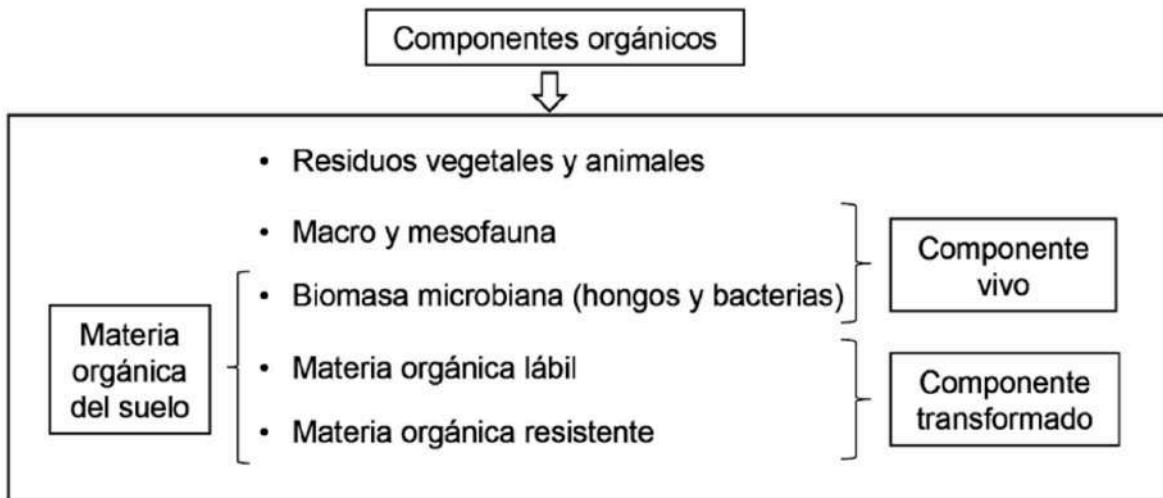 Componentes orgánicos
• Residuos vegetales y animales
• Macro y mesofauna
• Biomasa microbiana (hongos y bacterias)
• Materia orgánica lábil
• Materia orgánica resistente
Materia
orgánica
del suelo
Componente
vivo
Componente
transformado